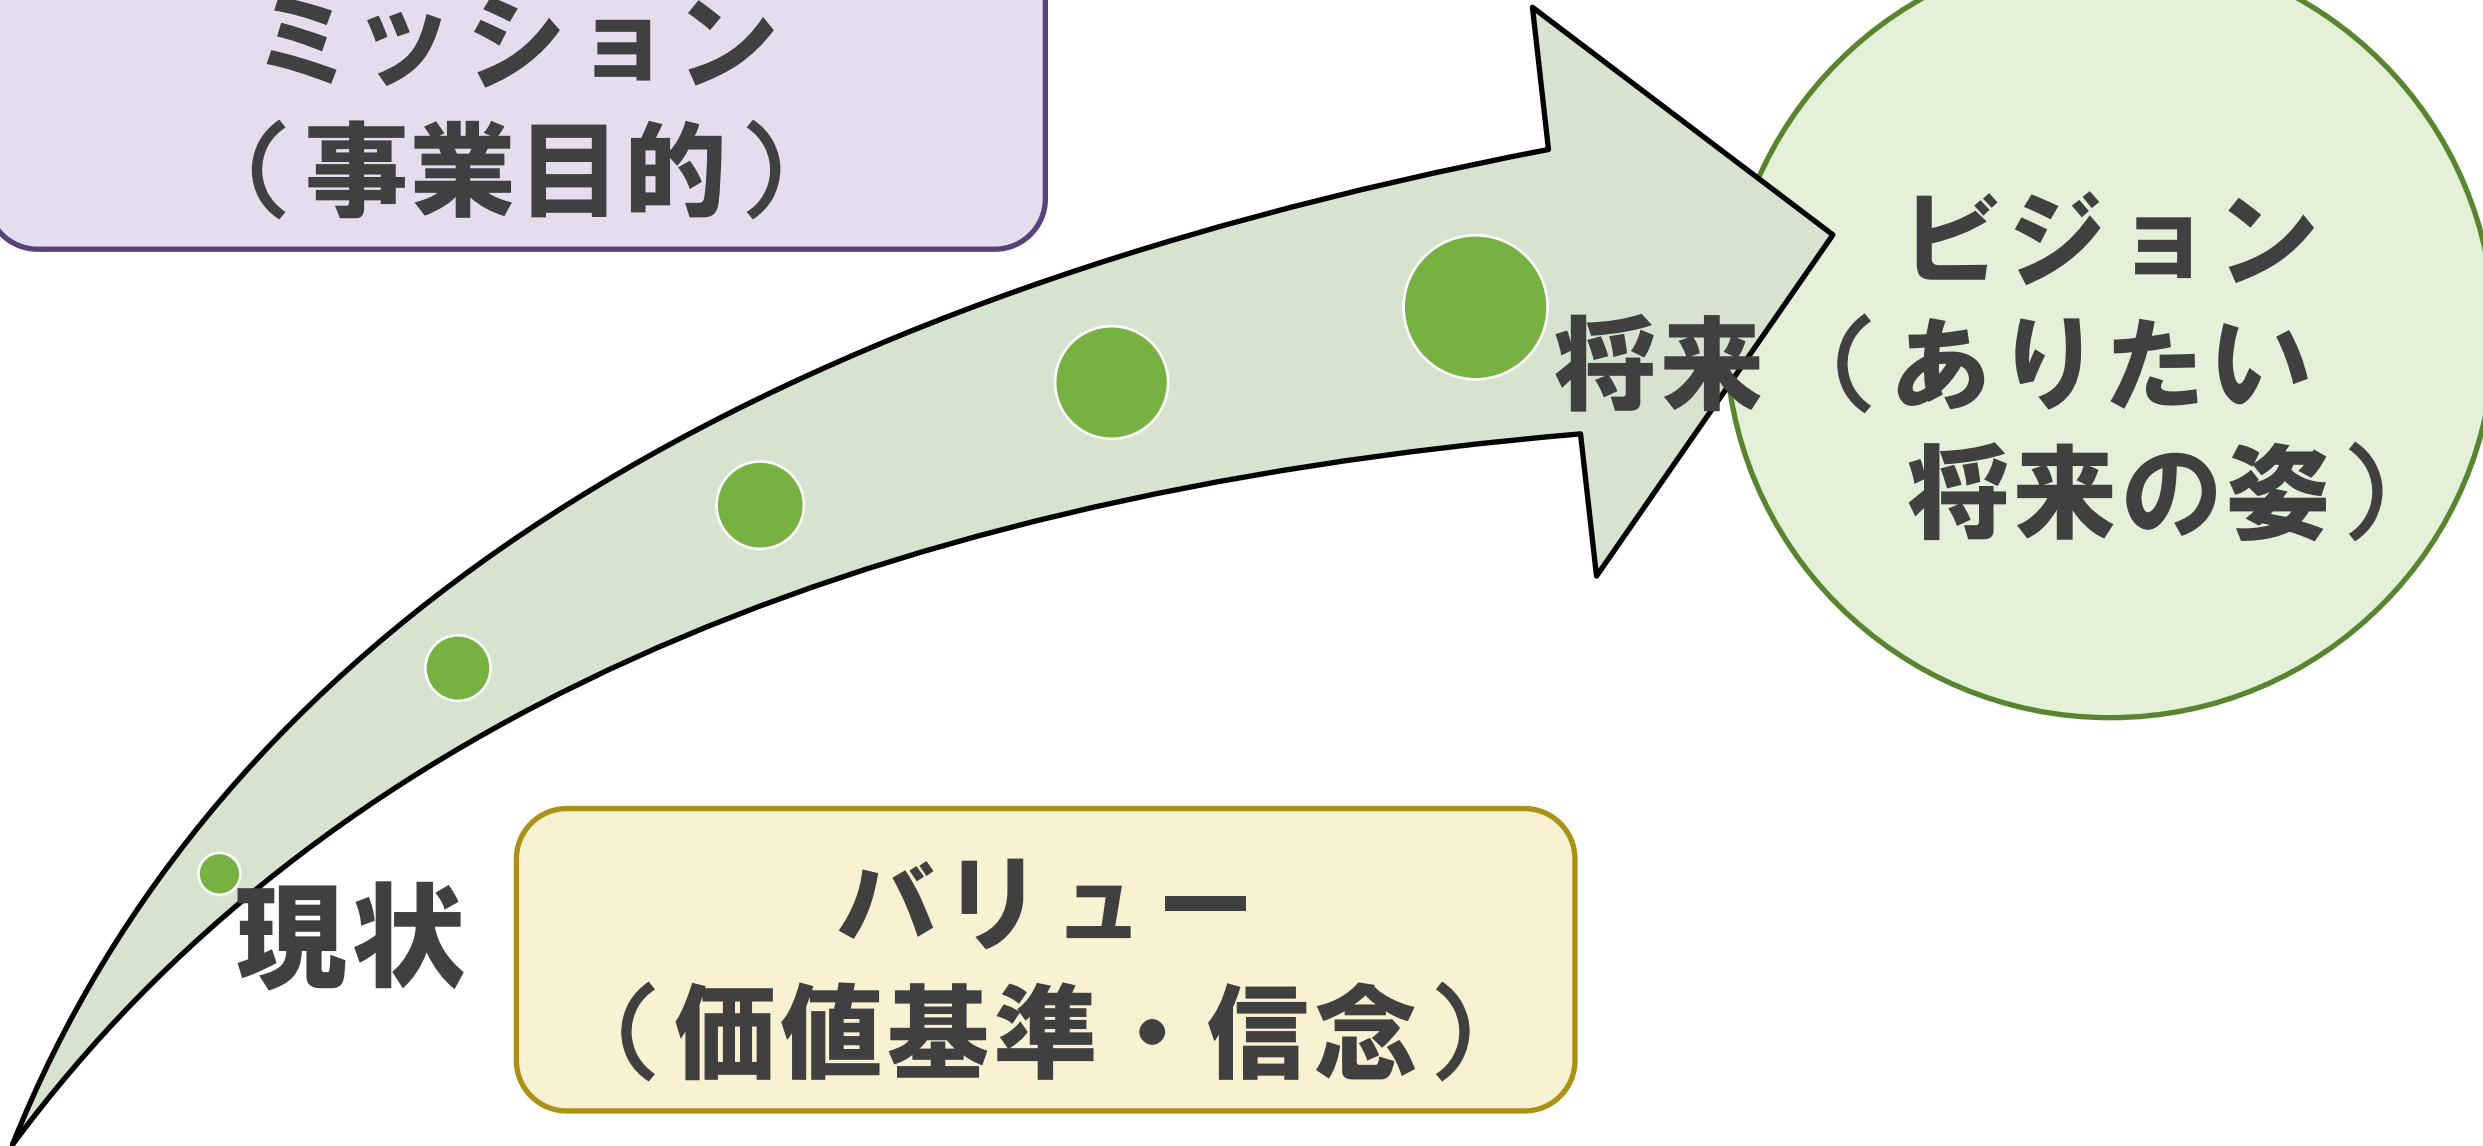 ミッション
（事業目的）
ビジョン
（ありたい
将来の姿）
将来
現状
バリュー
（価値基準・信念）